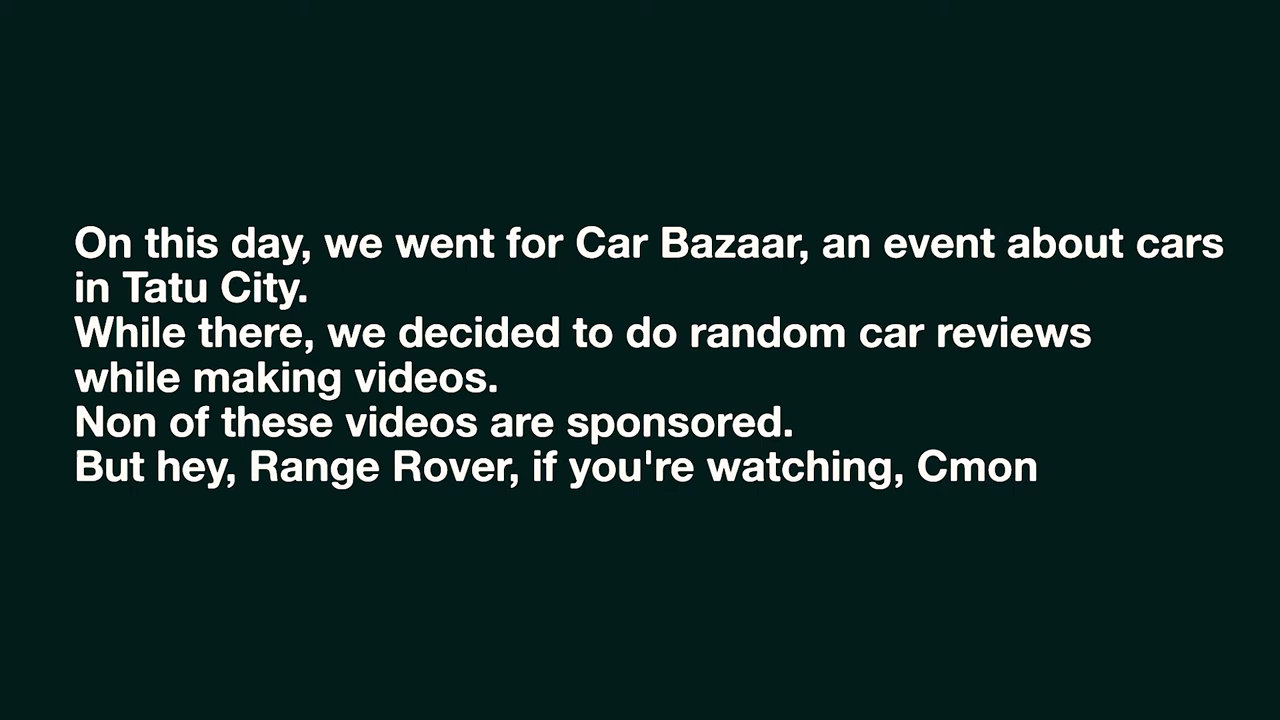 On this day, we went for Car Bazaar, an event about cars
in Tatu City.
While there, we decided to do random car reviews
while making videos.
Non of these videos are sponsored.
But hey, Range Rover, if you're watching, Cmon